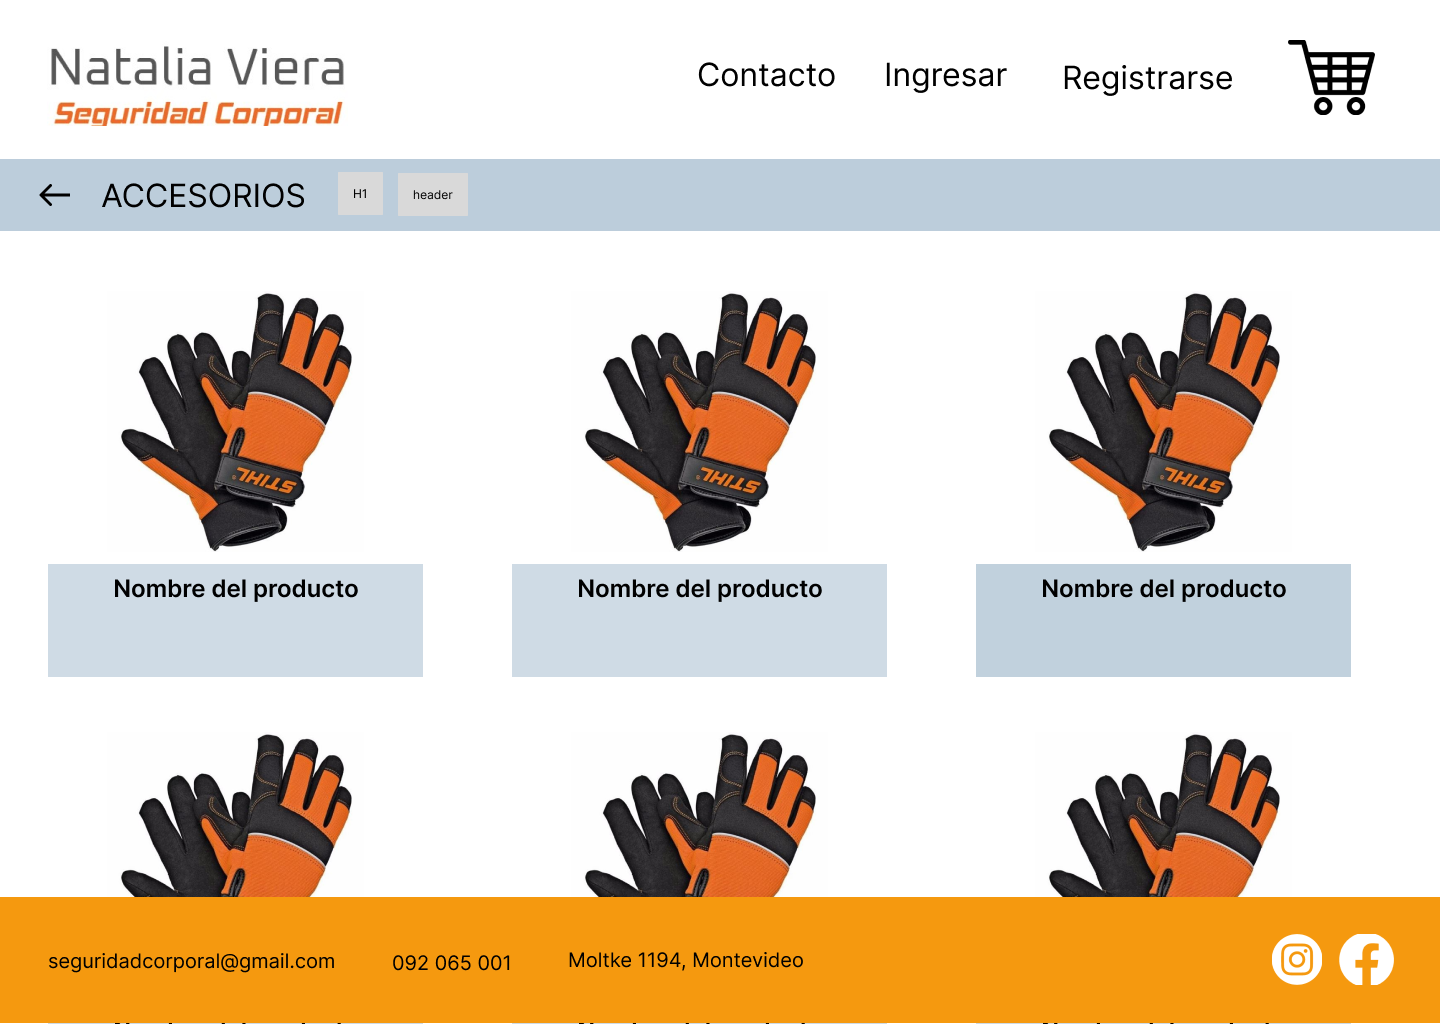 Natalia Viera
Seguridad Corporal
Contacto
Ingresar
Registrarse
ACCESORIOS
H1
header
STIHL
STIHL
STIHL
Nombre del producto
Nombre del producto
Nombre del producto
seguridadcorporal@gmail.com
092 065 001
Moltke 1194, Montevideo